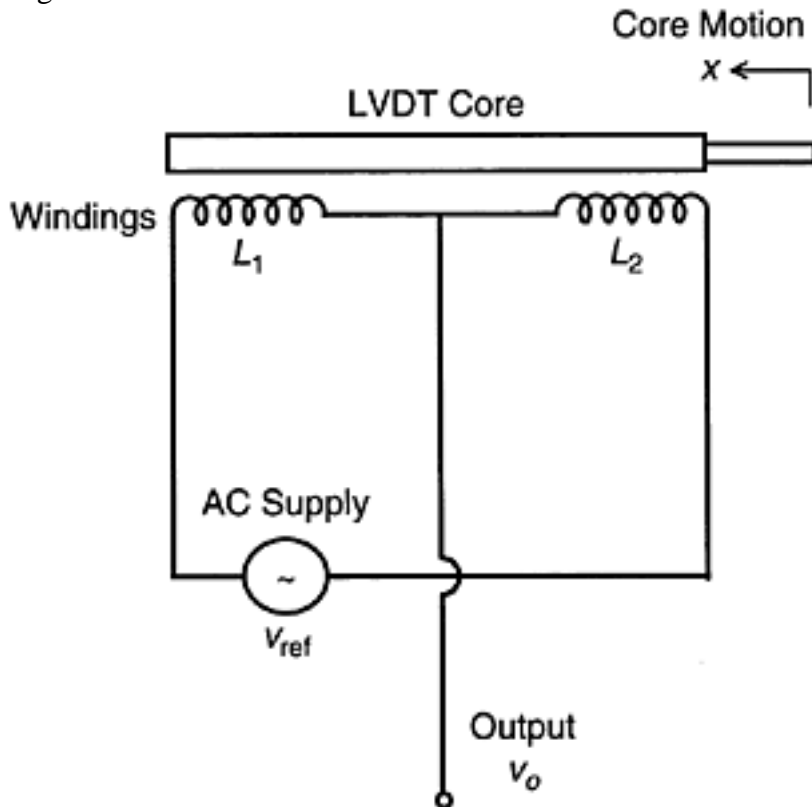 Core Motion
x
LVDT Core
Windings
L1
L2
AC Supply
~
vref
Output
vo